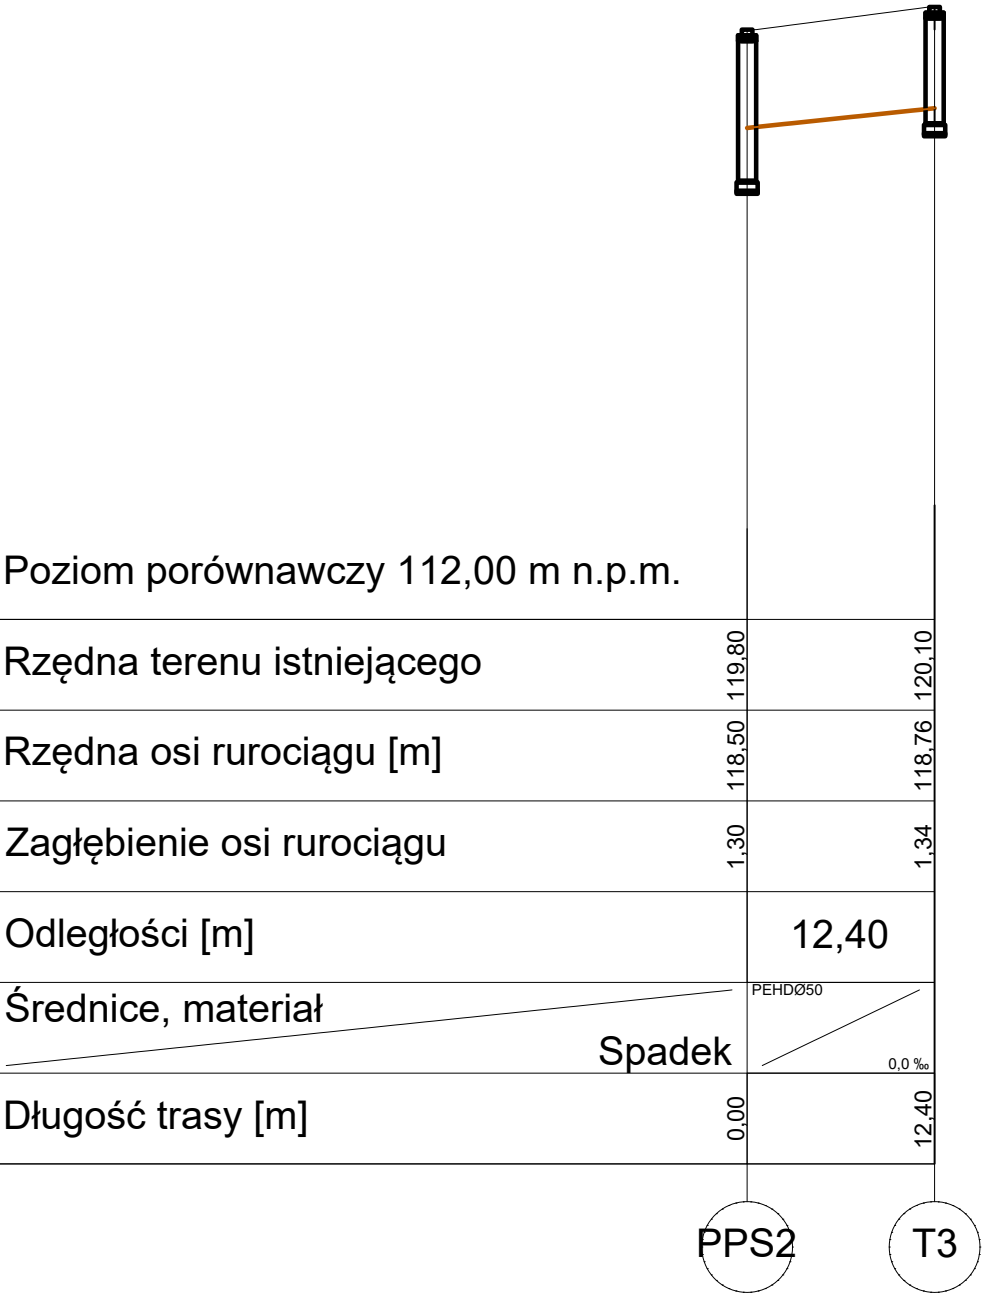 Poziom porównawczy 112,00 m n.p.m.
Rzędna terenu istniejącego 119,80 120,10
Rzędna osi rurociągu [m] 118,50 118,76
Zagłębienie osi rurociągu 1,30 1,34
Odległości [m] 12,40
Średnice, materiał PEHDØ50
Spadek 0,0 ‰
Długość trasy [m] 0,00 12,40
PPS2 T3